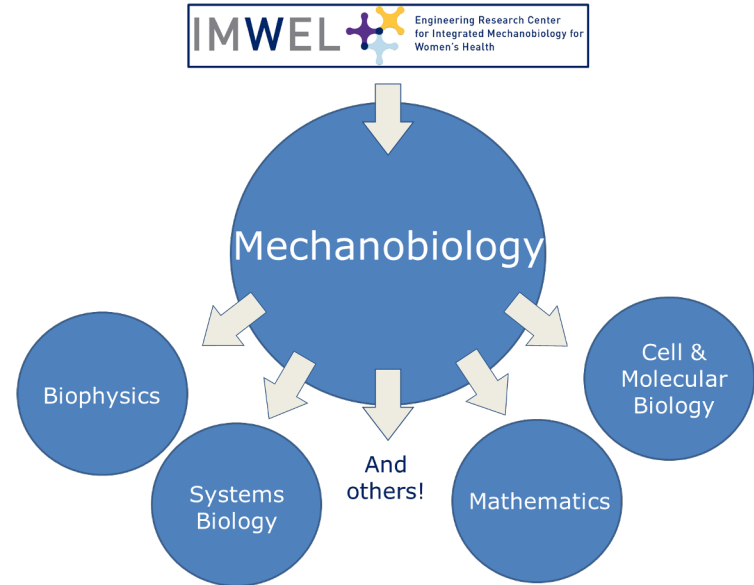 IMWEL
Engineering Research Center
for Integrated Mechanobiology for
Women's Health
Mechanobiology
Biophysics
Systems
Biology
And
others!
Mathematics
Cell &
Molecular
Biology